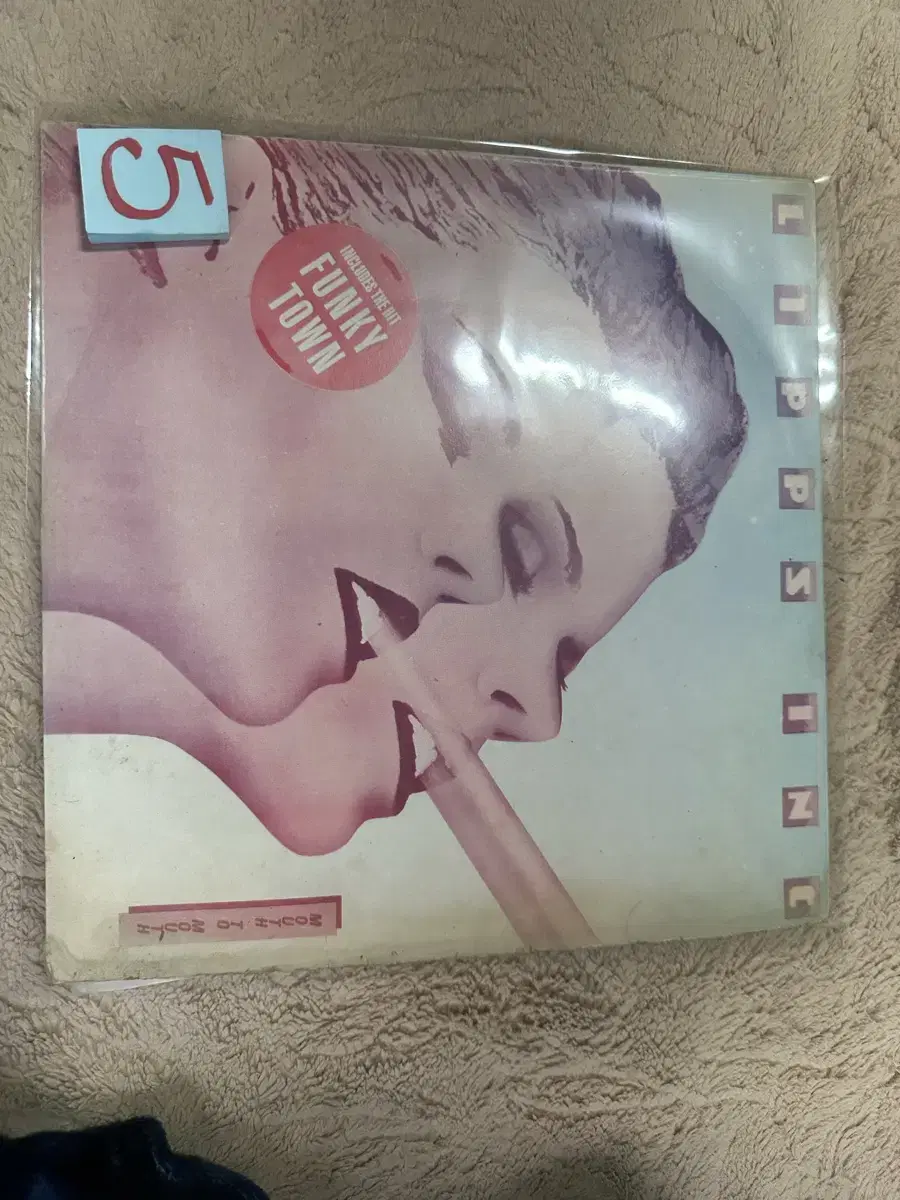 5
LIPPS INC
INCLUDES THE HIT
FUNKY
TOWN
MOUTH TO MOUTH